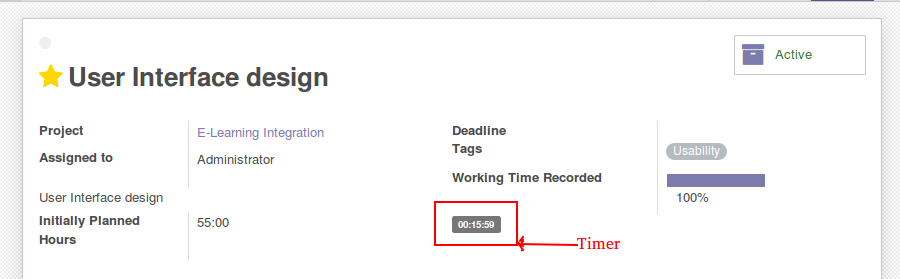 Active
User Interface design
Project
E-Learning Integration
Assigned to
Administrator
User Interface design
Initially Planned
Hours
55:00
Deadline
Tags
Usability
Working Time Recorded
100%
00:15:59
Timer